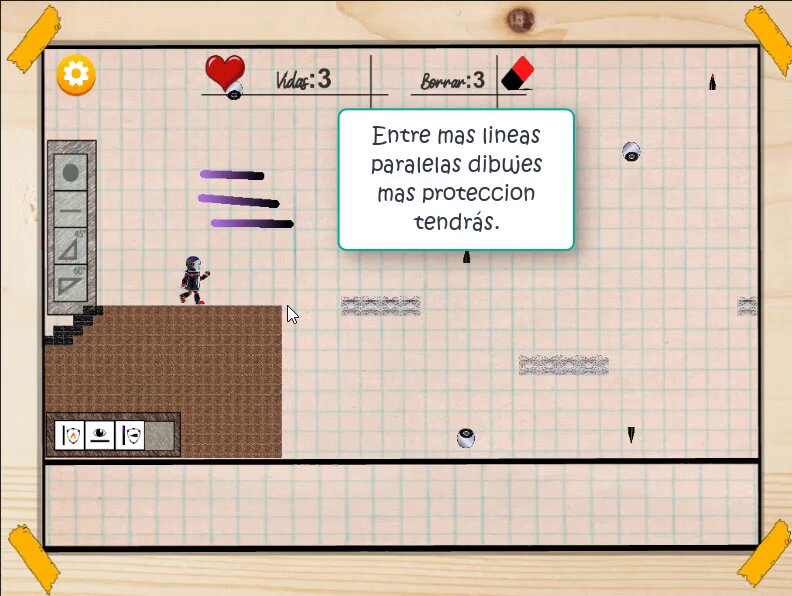 Vidas:3
Borrar:3
Entre mas lineas
paralelas dibujes
mas proteccion
tendrás.
45°
60°